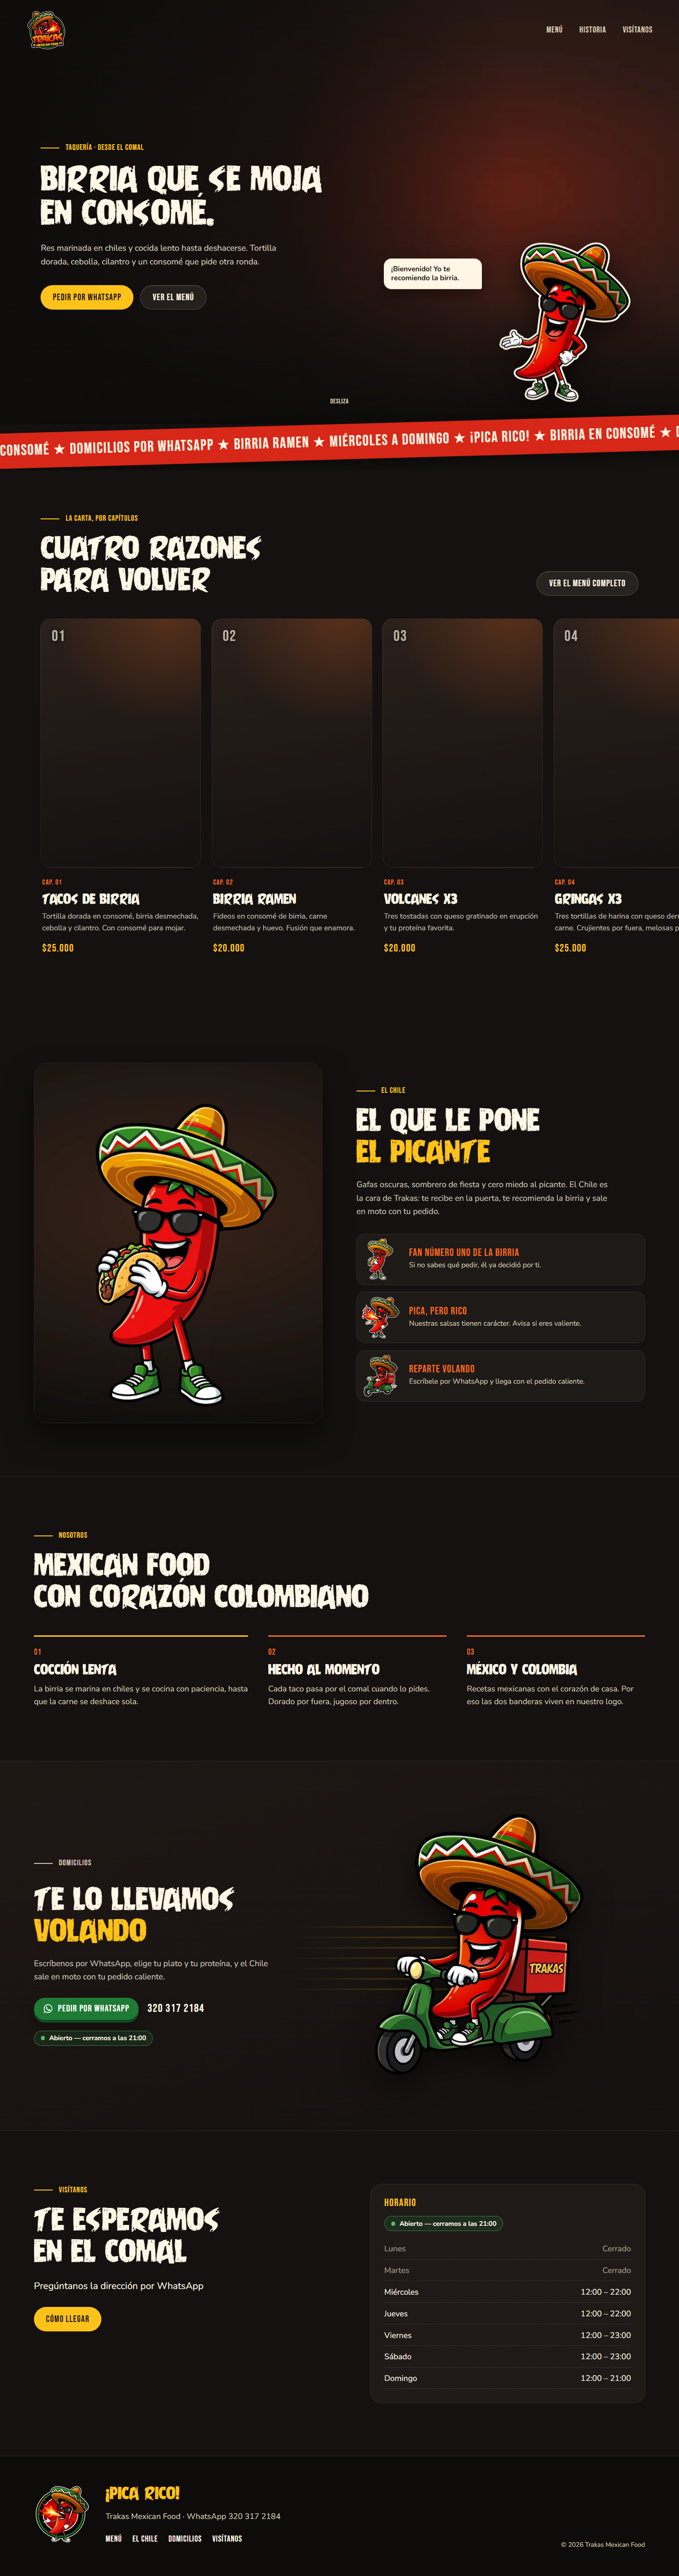 TRAKAS
MENÚ HISTORIA VISÍTANOS
TAQUERÍA · DESDE EL COMAL
BIRRIA QUE SE MOJA
EN CONSOMÉ.
Res marinada en chiles y cocida lento hasta deshacerse. Tortilla
dorada, cebolla, cilantro y un consomé que pide otra ronda.
PEDIR POR WHATSAPP VER EL MENÚ
¡Bienvenido! Yo te
recomiendo la birria.
DESLIZA
CONSOMÉ ★ DOMICILIOS POR WHATSAPP ★ BIRRIA RAMEN ★ MIÉRCOLES A DOMINGO ★ ¡PICA RICO! ★ BIRRIA EN CONSOMÉ ★
LA CARTA, POR CAPÍTULOS
CUATRO RAZONES
PARA VOLVER
VER EL MENÚ COMPLETO
01
02
03
04
CAP. 01
TACOS DE BIRRIA
Tortilla dorada en consomé, birria desmechada,
cebolla y cilantro. Con consomé para mojar.
$25.000
CAP. 02
BIRRIA RAMEN
Fideos en consomé de birria, carne
desmechada y huevo. Fusión que enamora.
$20.000
CAP. 03
VOLCANES X3
Tres tostadas con queso gratinado en erupción
y tu proteína favorita.
$20.000
CAP. 04
GRINGAS X3
Tres tortillas de harina con queso
carne. Crujientes por fuera, melosas
$25.000
EL CHILE
EL QUE LE PONE
EL PICANTE
Gafas oscuras, sombrero de fiesta y cero miedo al picante. El Chile es
la cara de Trakas: te recibe en la puerta, te recomienda la birria y sale
en moto con tu pedido.
FAN NÚMERO UNO DE LA BIRRIA
Si no sabes qué pedir, él ya decidió por ti.
PICA, PERO RICO
Nuestras salsas tienen carácter. Avisa si eres valiente.
REPARTE VOLANDO
Escríbele por WhatsApp y llega con el pedido caliente.
NOSOTROS
MEXICAN FOOD
CON CORAZÓN COLOMBIANO
01
COCCIÓN LENTA
La birria se marina en chiles y se cocina con paciencia, hasta
que la carne se deshace sola.
02
HECHO AL MOMENTO
Cada taco pasa por el comal cuando lo pides.
Dorado por fuera, jugoso por dentro.
03
MÉXICO Y COLOMBIA
Recetas mexicanas con el corazón de casa. Por
eso las dos banderas viven en nuestro logo.
DOMICILIOS
TE LO LLEVAMOS
VOLANDO
Escríbenos por WhatsApp, elige tu plato y tu proteína, y el Chile
sale en moto con tu pedido caliente.
PEDIR POR WHATSAPP 320 317 2184
Abierto — cerramos a las 21:00
TRAKAS
VISÍTANOS
TE ESPERAMOS
EN EL COMAL
Pregúntanos la dirección por WhatsApp
CÓMO LLEGAR
HORARIO
Abierto — cerramos a las 21:00
Lunes Cerrado
Martes Cerrado
Miércoles 12:00 – 22:00
Jueves 12:00 – 22:00
Viernes 12:00 – 23:00
Sábado 12:00 – 23:00
Domingo 12:00 – 21:00
¡PICA RICO!
Trakas Mexican Food · WhatsApp 320 317 2184
MENÚ EL CHILE DOMICILIOS VISÍTANOS
© 2026 Trakas Mexican Food